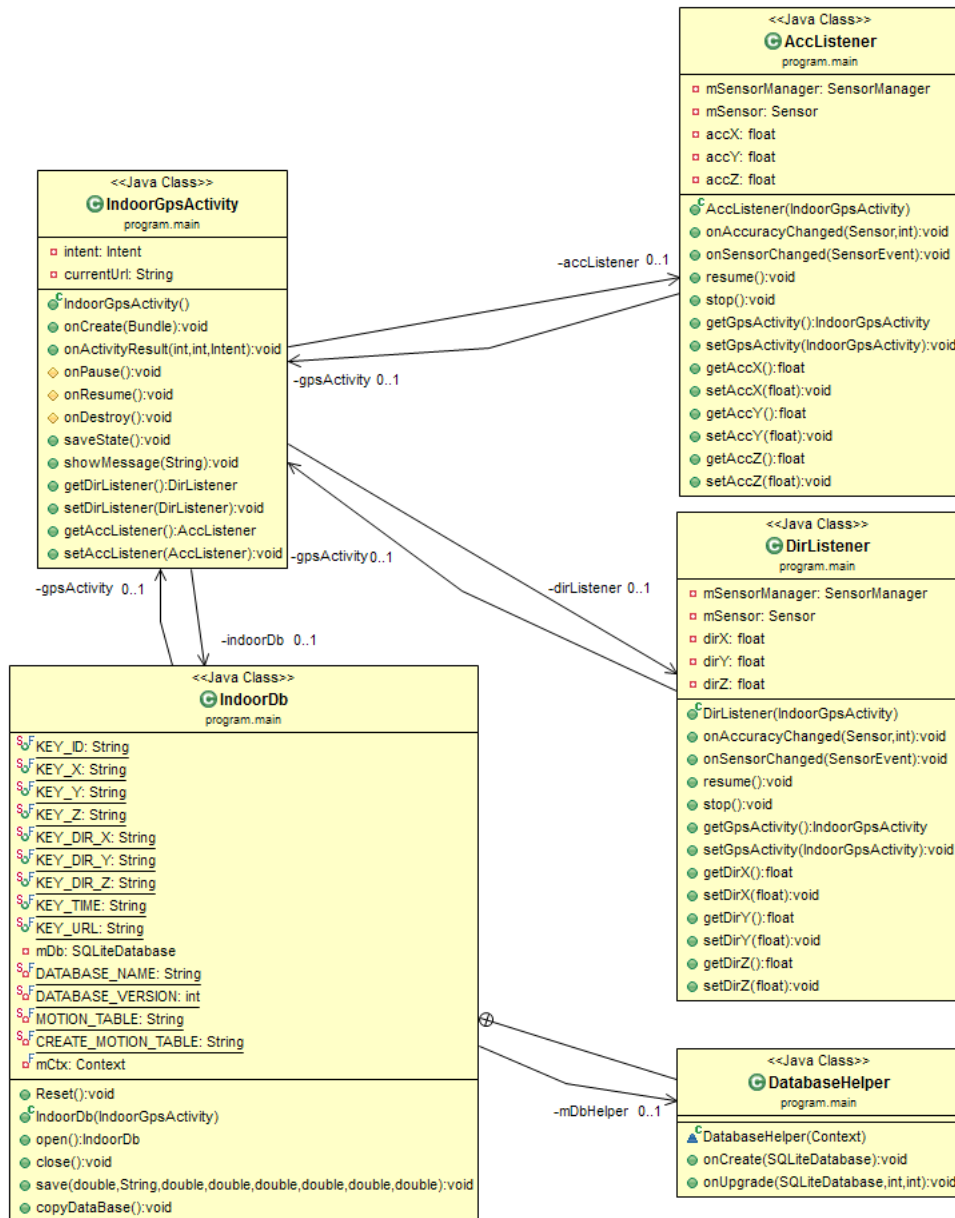 <<Java Class>>
AccListener
program.main
mSensorManager: SensorManager
mSensor: Sensor
accX: float
accY: float
accZ: float
AccListener(IndoorGpsActivity)
onAccuracyChanged(Sensor,int):void
onSensorChanged(SensorEvent):void
resume():void
stop():void
getGpsActivity():IndoorGpsActivity
setGpsActivity(IndoorGpsActivity):void
getAccX():float
setAccX(float):void
getAccY():float
setAccY(float):void
getAccZ():float
setAccZ(float):void
<<Java Class>>
IndoorGpsActivity
program.main
intent: Intent
currentUrl: String
IndoorGpsActivity()
onCreate(Bundle):void
onActivityResult(int,int,Intent):void
onPause():void
onResume():void
onDestroy():void
saveState():void
showMessage(String):void
getDirListener():DirListener
setDirListener(DirListener):void
getAccListener():AccListener
setAccListener(AccListener):void
-accListener 0..1
-gpsActivity 0..1
-gpsActivity 0..1
-dirListener 0..1
-gpsActivity 0..1
-indoorDb 0..1
<<Java Class>>
DirListener
program.main
mSensorManager: SensorManager
mSensor: Sensor
dirX: float
dirY: float
dirZ: float
DirListener(IndoorGpsActivity)
onAccuracyChanged(Sensor,int):void
onSensorChanged(SensorEvent):void
resume():void
stop():void
getGpsActivity():IndoorGpsActivity
setGpsActivity(IndoorGpsActivity):void
getDirX():float
setDirX(float):void
getDirY():float
setDirY(float):void
getDirZ():float
setDirZ(float):void
<<Java Class>>
IndoorDb
program.main
KEY_ID: String
KEY_X: String
KEY_Y: String
KEY_Z: String
KEY_DIR_X: String
KEY_DIR_Y: String
KEY_DIR_Z: String
KEY_TIME: String
KEY_URL: String
mDb: SQLiteDatabase
DATABASE_NAME: String
DATABASE_VERSION: int
MOTION_TABLE: String
CREATE_MOTION_TABLE: String
mCtx: Context
Reset():void
IndoorDb(IndoorGpsActivity)
open():IndoorDb
close():void
save(double,String,double,double,double,double,double,double):void
copyDataBase():void
-mDbHelper 0..1
<<Java Class>>
DatabaseHelper
program.main
DatabaseHelper(Context)
onCreate(SQLiteDatabase):void
onUpgrade(SQLiteDatabase,int,int):void